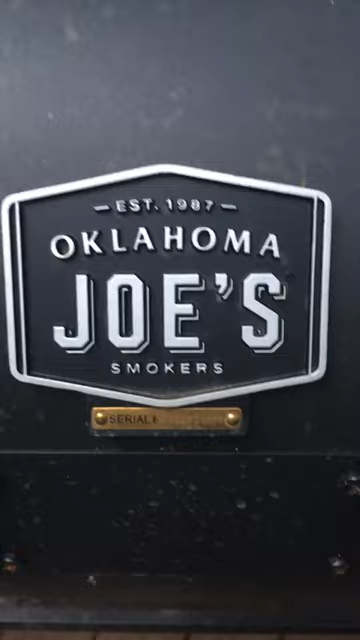 — EST. 1987 —
OKLAHOMA
JOE'S
SMOKERS
SERIAL#